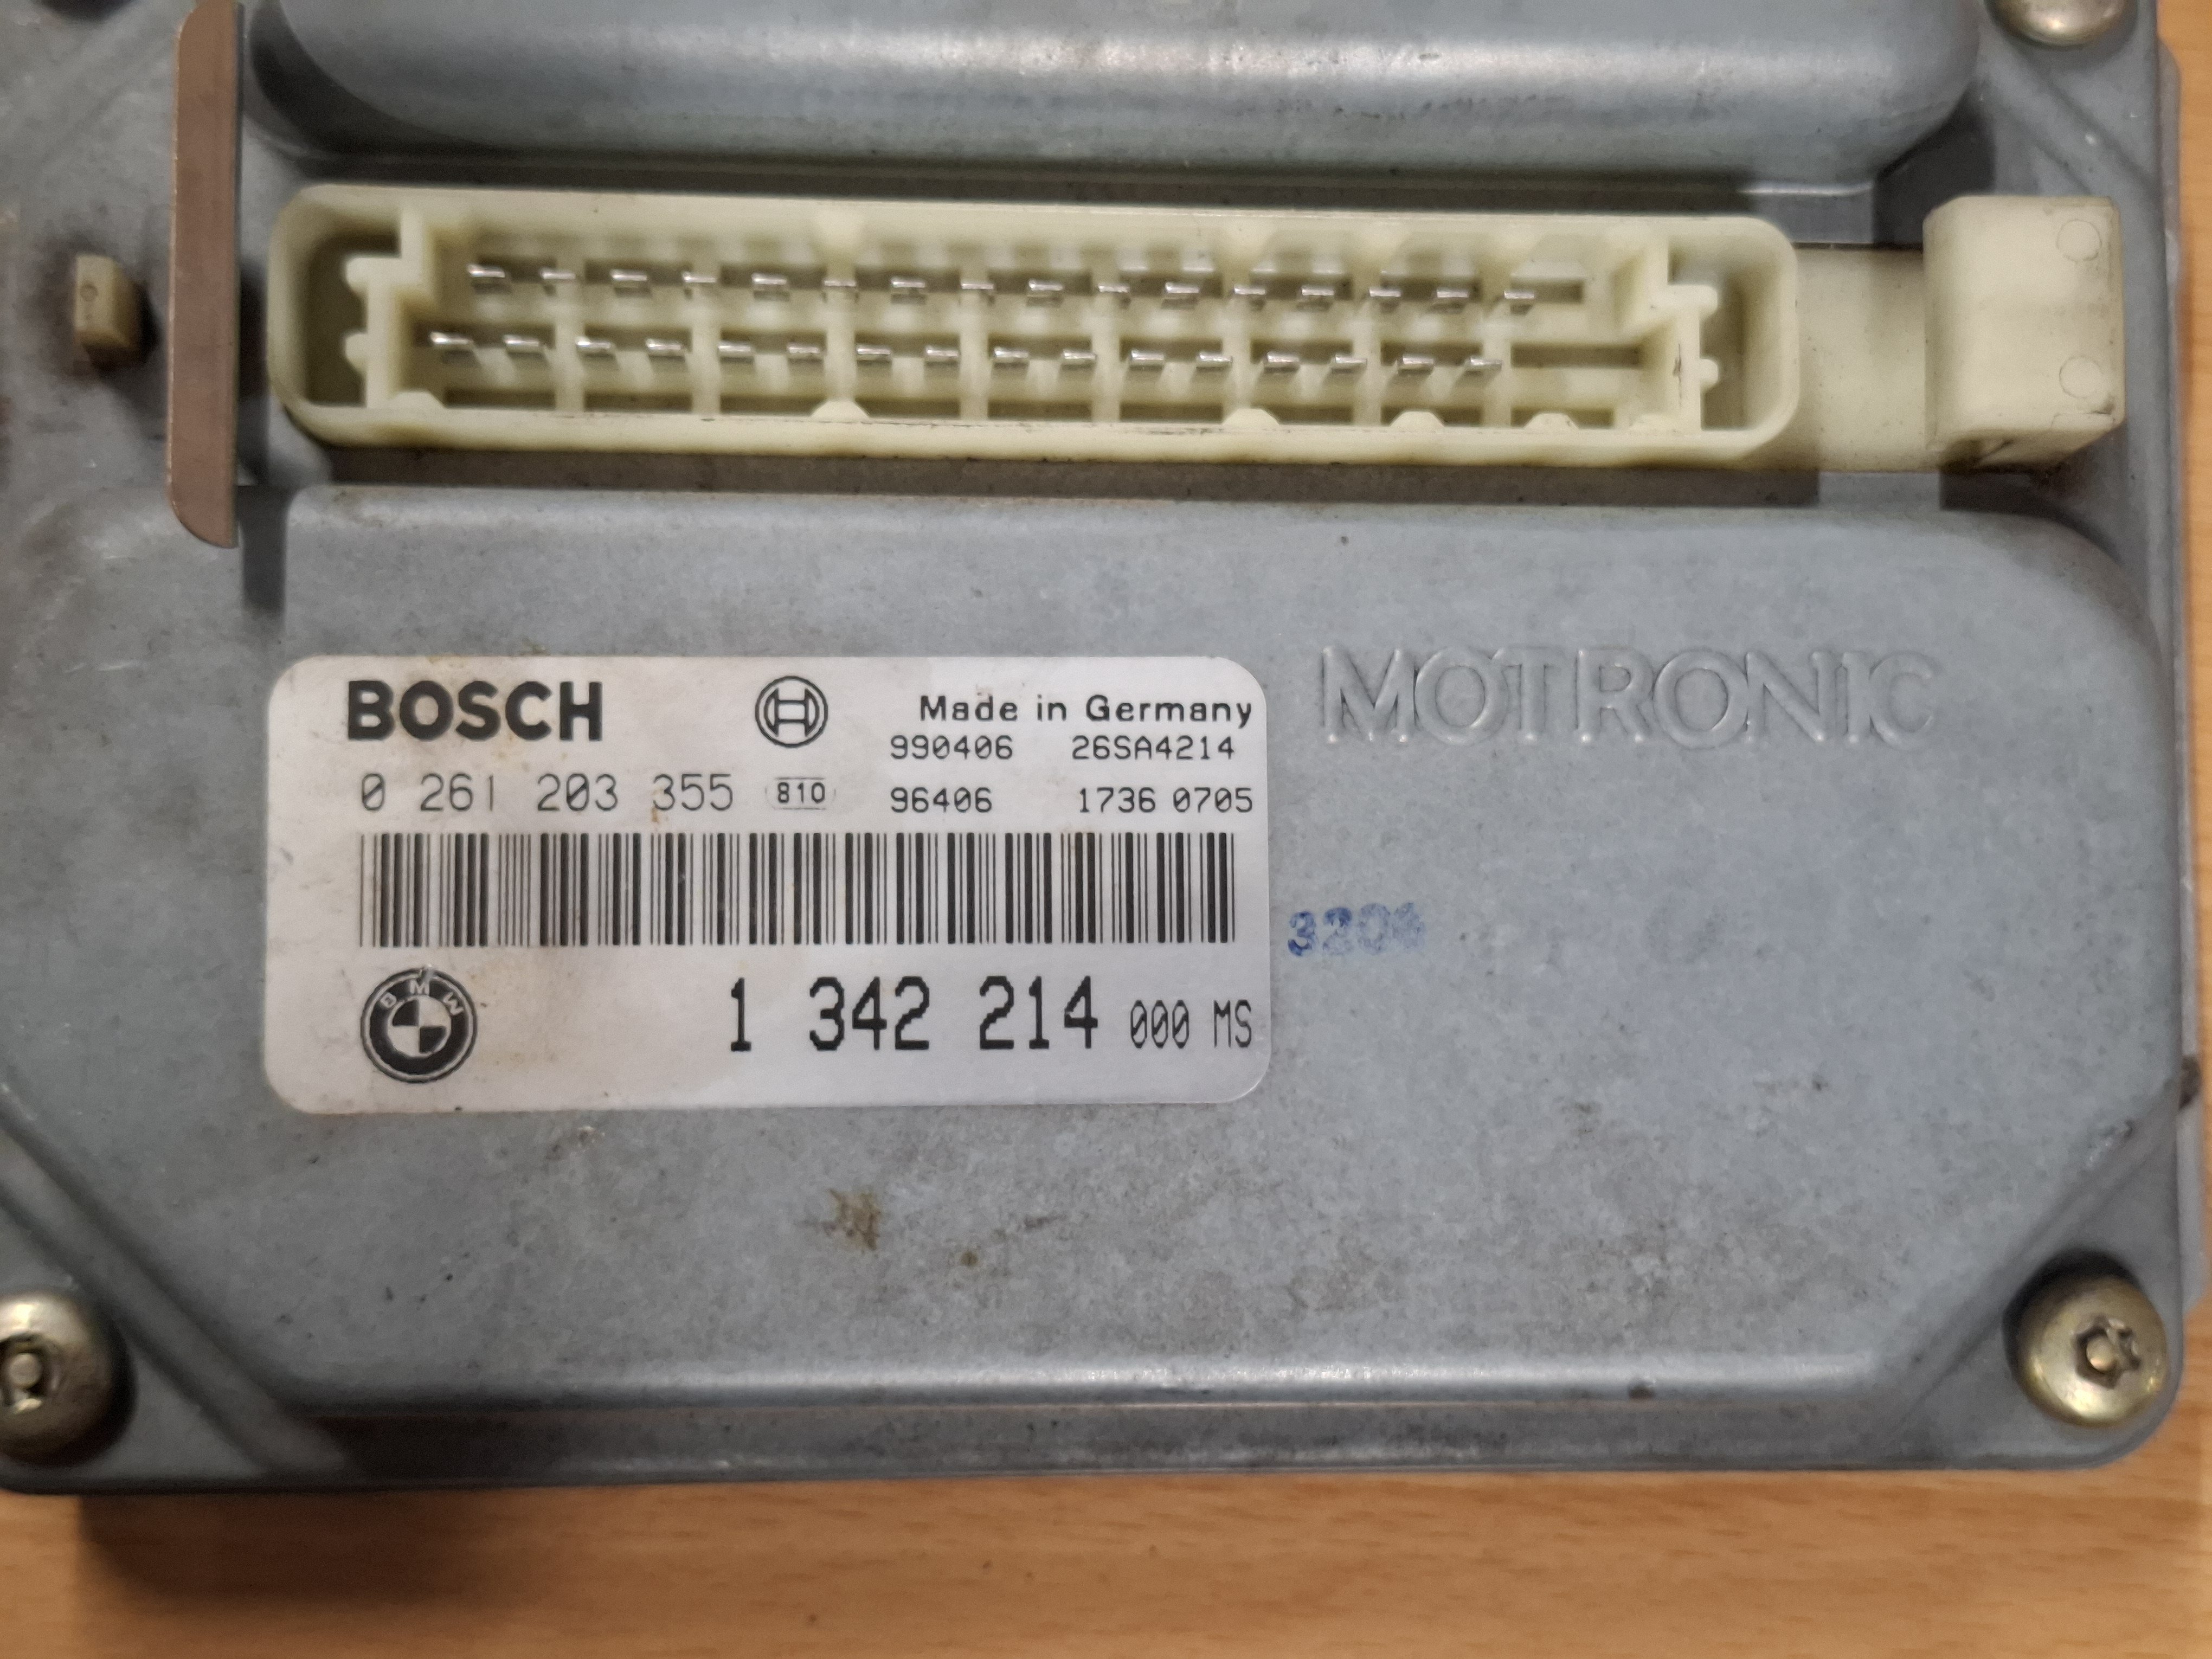 BOSCH
Made in Germany
990406 26SA4214
0 261 203 355 810 96406 1736 0705
MOTRONIC
BMW
1 342 214 000 MS